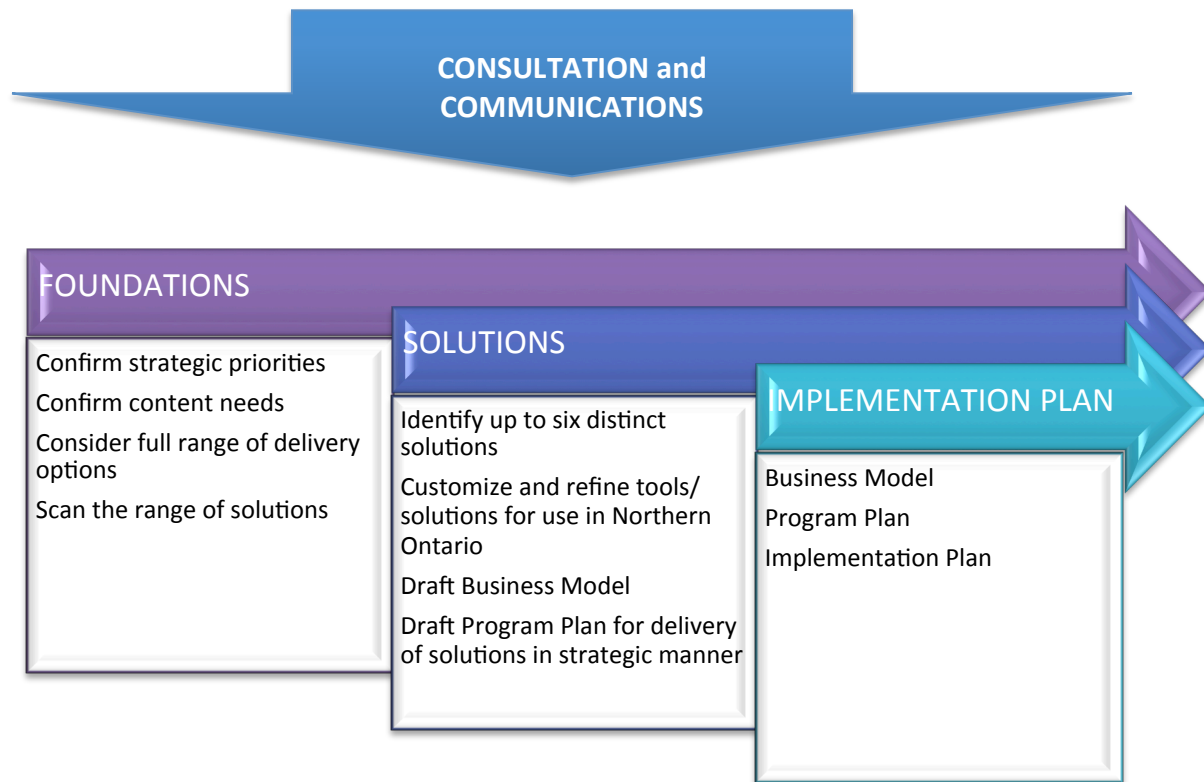 CONSULTATION and
COMMUNICATIONS
FOUNDATIONS
Confirm strategic priorities
Confirm content needs
Consider full range of delivery
options
Scan the range of solutions
SOLUTIONS
Identify up to six distinct
solutions
Customize and refine tools/
solutions for use in Northern
Ontario
Draft Business Model
Draft Program Plan for delivery
of solutions in strategic manner
IMPLEMENTATION PLAN
Business Model
Program Plan
Implementation Plan